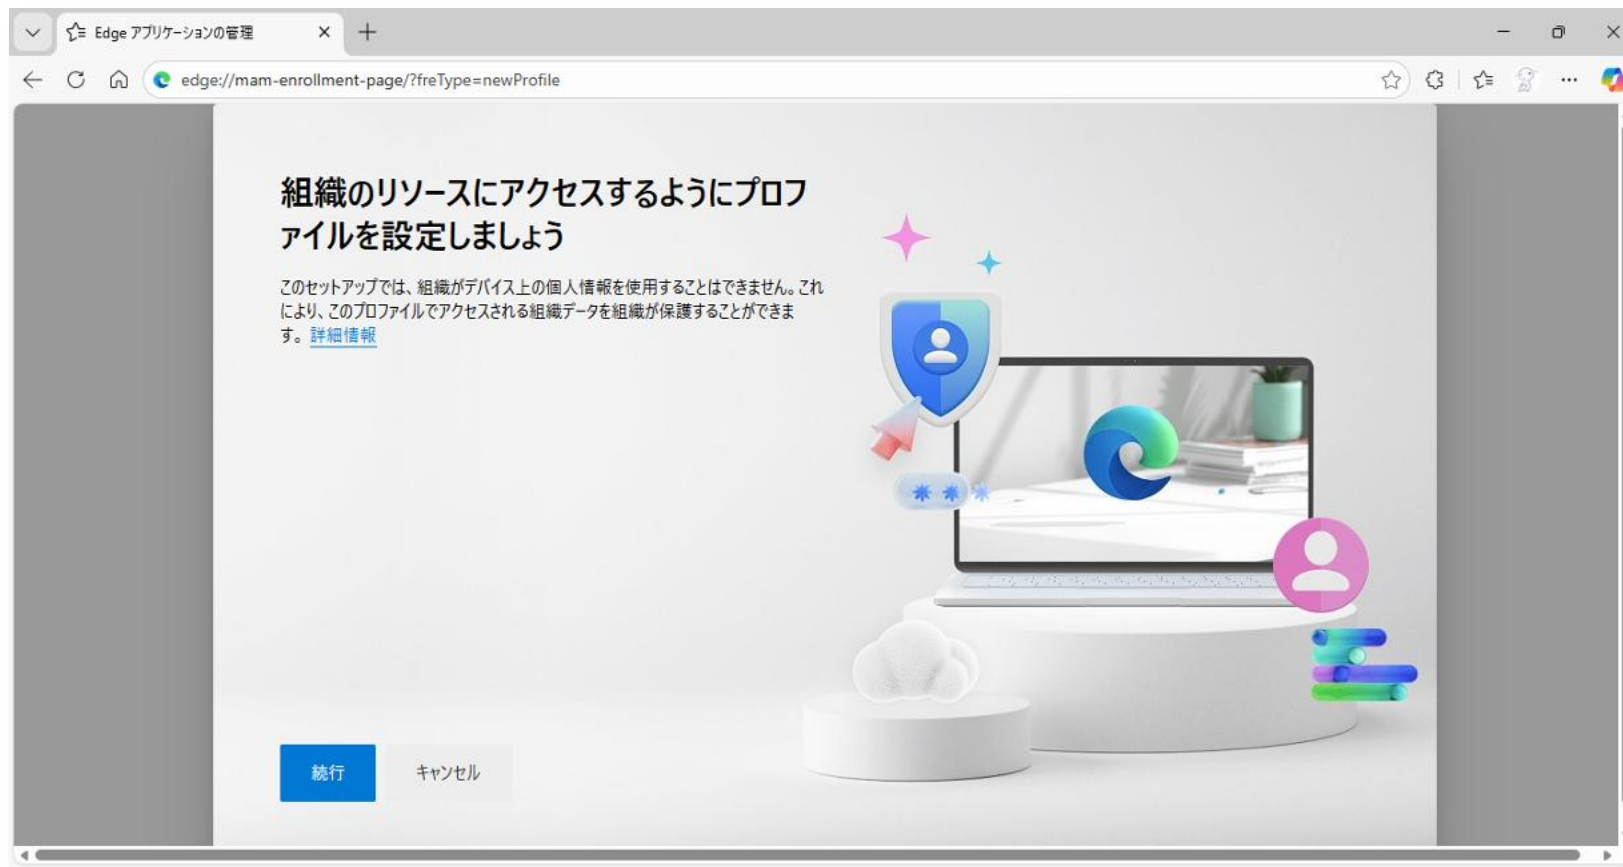 Edge アプリケーションの管理
edge://mam-enrollment-page/?freType=newProfile
組織のリソースにアクセスするようにプロフ
ァイルを設定しましょう
このセットアップでは、組織がデバイス上の個人情報を使用することはできません。これ
により、このプロファイルでアクセスされる組織データを組織が保護することができま
す。詳細情報
続行 キャンセル